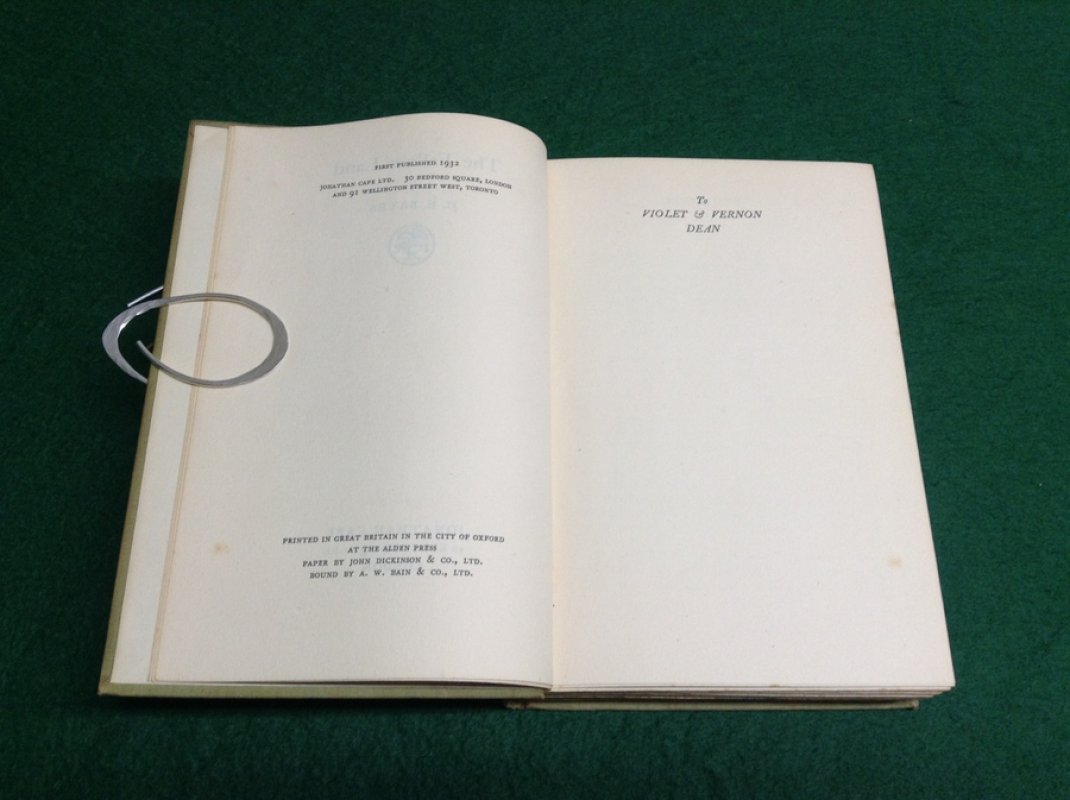 FIRST PUBLISHED 1932
JONATHAN CAPE LTD. 30 BEDFORD SQUARE, LONDON
AND 91 WELLINGTON STREET WEST, TORONTO
PRINTED IN GREAT BRITAIN IN THE CITY OF OXFORD
AT THE ALDEN PRESS
PAPER BY JOHN DICKINSON & CO., LTD.
BOUND BY A. W. BAIN & CO., LTD.
To
VIOLET & VERNON
DEAN